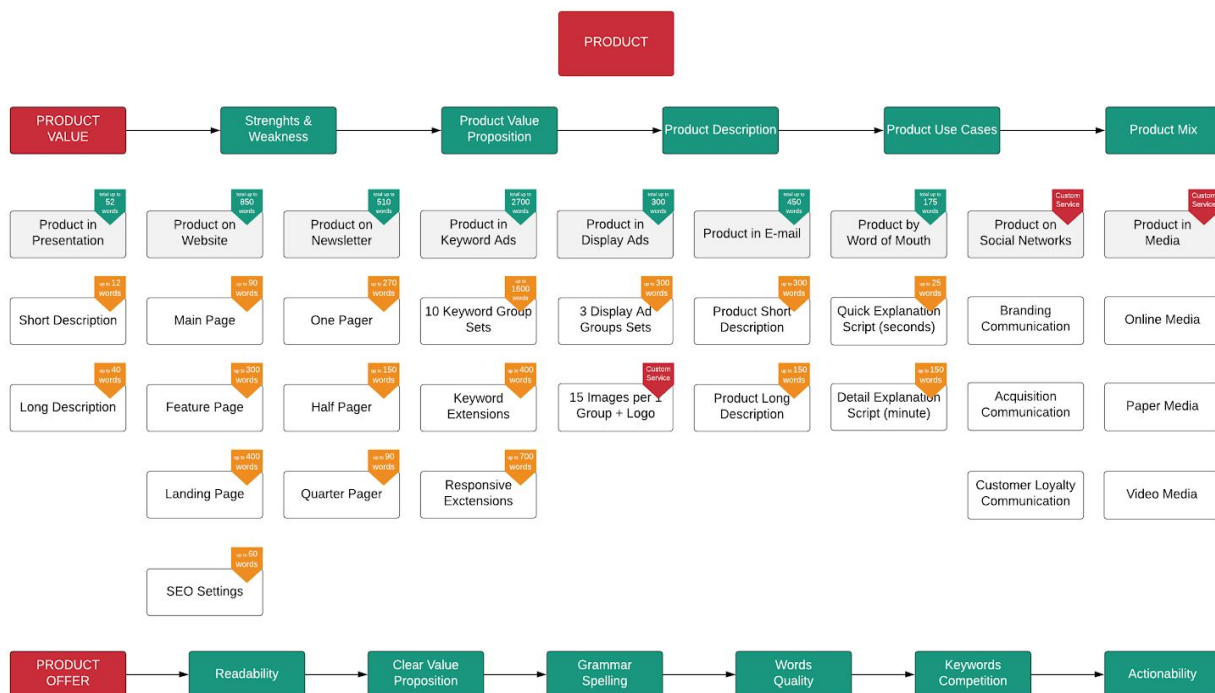 PRODUCT
PRODUCT
VALUE
Strenghts &
Weakness
Product Value
Proposition
Product Description
Product Use Cases
Product Mix
total up to
52
words
total up to
850
words
total up to
510
words
total up to
2700
words
total up to
300
words
total up to
450
words
total up to
175
words
Custom
Service
Custom
Service
Product in
Presentation
Product on
Website
Product on
Newsletter
Product in
Keyword Ads
Product in
Display Ads
Product in E-mail
Product by
Word of Mouth
Product on
Social Networks
Product in
Media
up to 12
words
up to 90
words
up to 270
words
up to
1600
words
up to 300
words
up to 300
words
up to 25
words
Short Description
Main Page
One Pager
10 Keyword Group
Sets
3 Display Ad
Groups Sets
Product Short
Description
Quick Explanation
Script (seconds)
Branding
Communication
Online Media
up to 40
words
up to 300
words
up to 150
words
up to 400
words
Custom
Service
up to 150
words
up to 150
words
Long Description
Feature Page
Half Pager
Keyword
Extensions
15 Images per 1
Group + Logo
Product Long
Description
Detail Explanation
Script (minute)
Acquisition
Communication
Paper Media
up to 400
words
up to 90
words
up to 700
words
Landing Page
Quarter Pager
Responsive
Exctensions
Customer Loyalty
Communication
Video Media
up to 60
words
SEO Settings
PRODUCT
OFFER
Readability
Clear Value
Proposition
Grammar
Spelling
Words
Quality
Keywords
Competition
Actionability